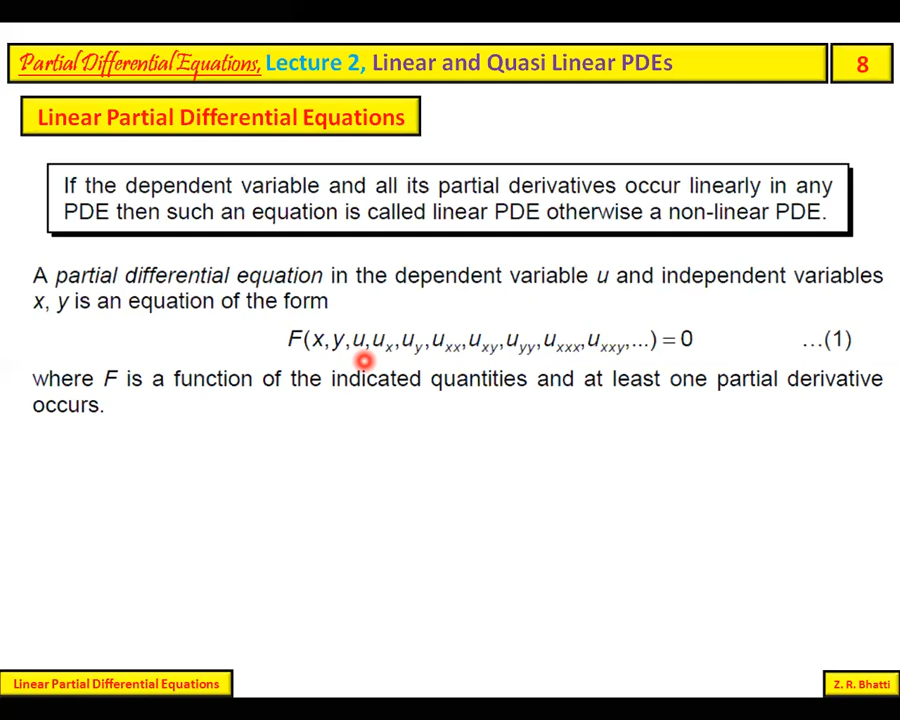 Partial Differential Equations, Lecture 2, Linear and Quasi Linear PDEs
8
Linear Partial Differential Equations
If the dependent variable and all its partial derivatives occur linearly in any
PDE then such an equation is called linear PDE otherwise a non-linear PDE.
A partial differential equation in the dependent variable u and independent variables
x, y is an equation of the form
F(x,y,u,u_x,u_y,u_xx,u_xy,u_yy,u_xxx,u_xxy,...) = 0 ...(1)
where F is a function of the indicated quantities and at least one partial derivative
occurs.
Linear Partial Differential Equations
Z. R. Bhatti